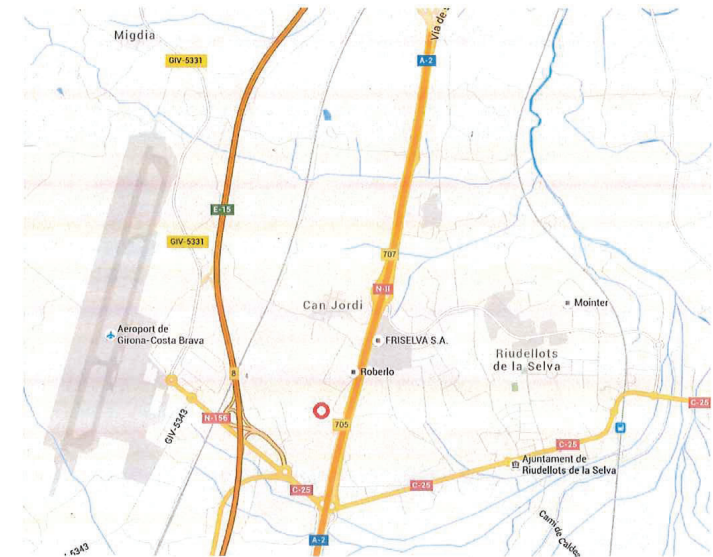 Via de
Migdia
GIV-5331
A-2
E-15
GIV-5331
707
N-II
Can Jordi
Mointer
Aeroport de
Girona-Costa Brava
FRISELVA S.A.
Riudellots
de la Selva
8
Roberlo
C-25
N-156
GIV-5343
705
C-25
Ajuntament de
Riudellots de la Selva
C-25
C-25
Camí de Caldes
A-2
5343